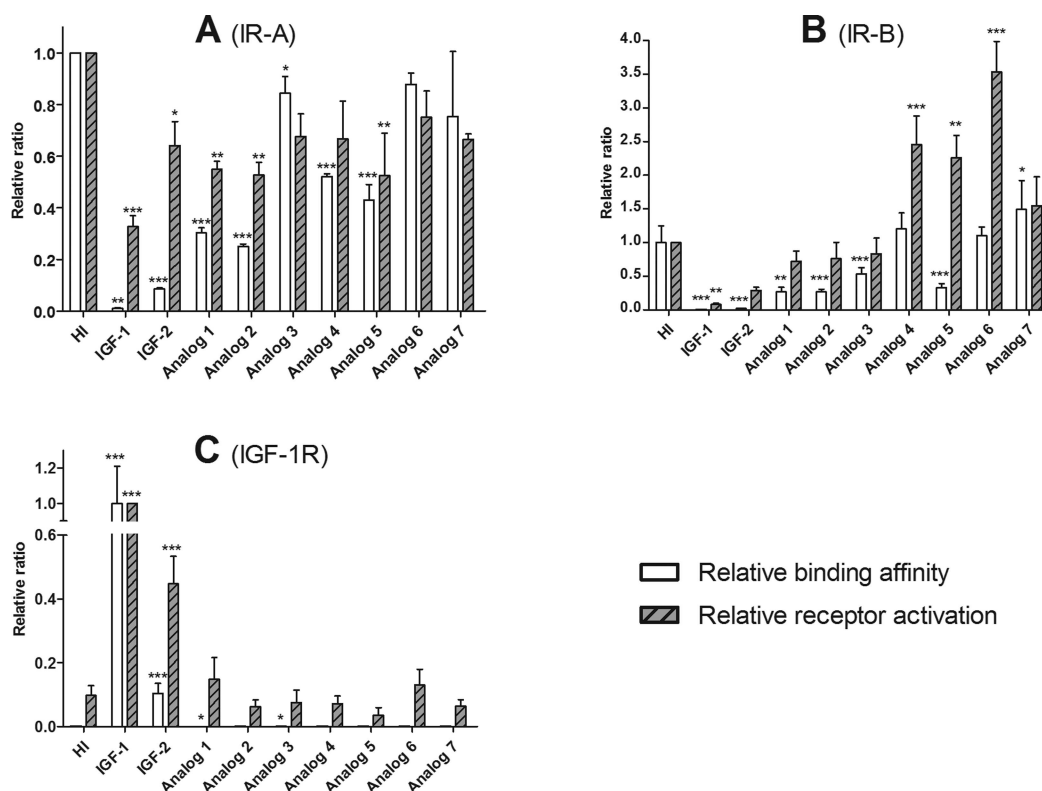 A (IR-A)
Relative ratio
1.0
0.8
0.6
0.4
0.2
0.0
*
***
**
***
*
***
**
***
**
*
***
***
**
HI
IGF-1
IGF-2
Analog 1
Analog 2
Analog 3
Analog 4
Analog 5
Analog 6
Analog 7
B (IR-B)
Relative ratio
4.0
3.5
3.0
2.5
2.0
1.5
1.0
0.5
0.0
***
**
***
**
***
***
***
***
**
***
*
HI
IGF-1
IGF-2
Analog 1
Analog 2
Analog 3
Analog 4
Analog 5
Analog 6
Analog 7
C (IGF-1R)
Relative ratio
1.2
1.0
0.6
0.4
0.2
0.0
***
***
***
***
*
*
HI
IGF-1
IGF-2
Analog 1
Analog 2
Analog 3
Analog 4
Analog 5
Analog 6
Analog 7
Relative binding affinity
Relative receptor activation